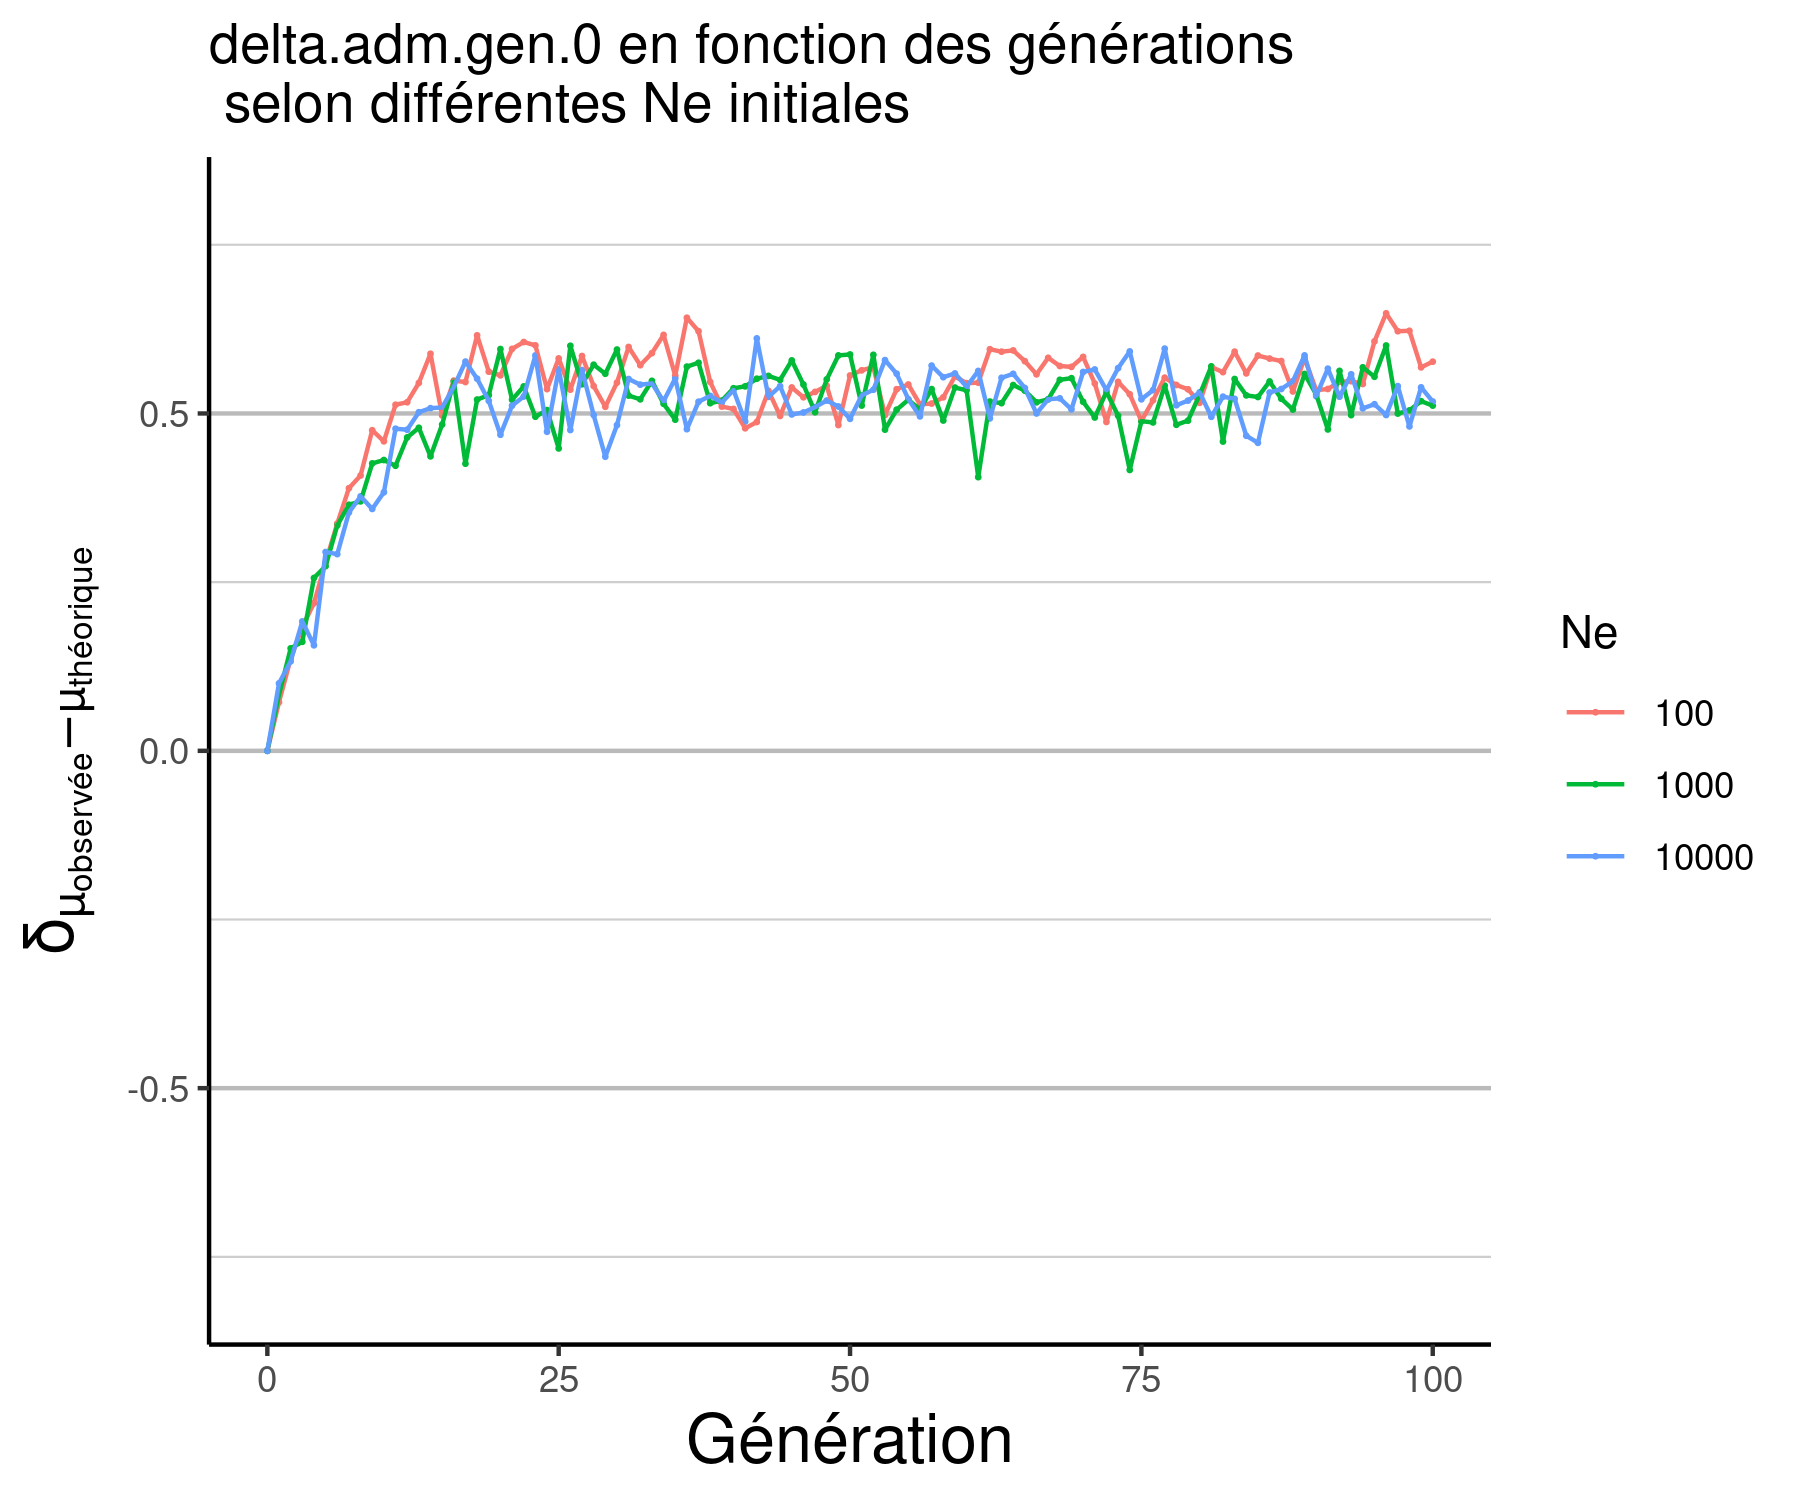 delta.adm.gen.0 en fonction des générations
selon différentes Ne initiales
δμobservée−μthéorique
0.5
0.0
-0.5
0 25 50 75 100
Génération
Ne
100
1000
10000